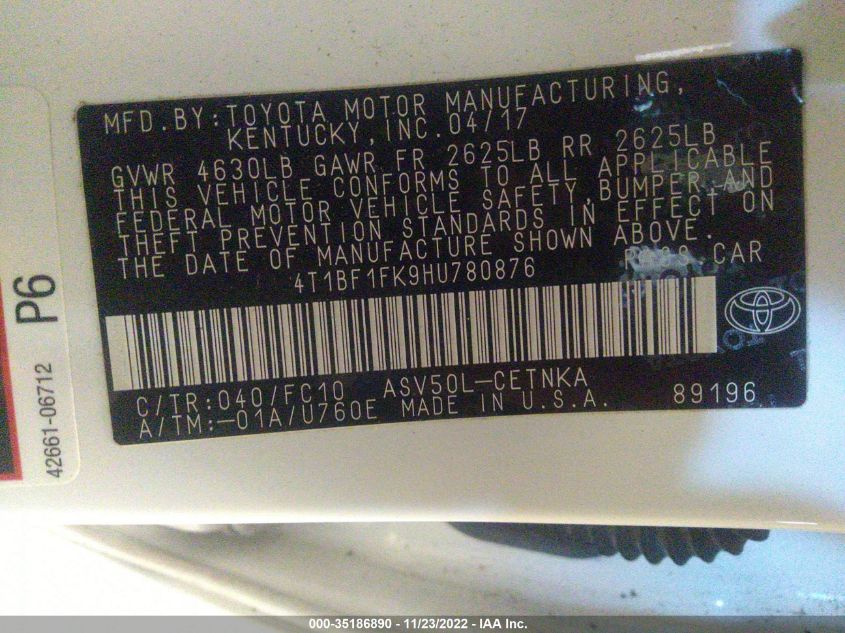 MFD.BY:TOYOTA MOTOR MANUFACTURING,
KENTUCKY,INC.04/17
GVWR 4630LB GAWR FR 2625LB RR 2625LB
THIS VEHICLE CONFORMS TO ALL APPLICABLE
FEDERAL MOTOR VEHICLE SAFETY,BUMPER,AND
THEFT PREVENTION STANDARDS IN EFFECT ON
THE DATE OF MANUFACTURE SHOWN ABOVE.
4T1BF1FK9HU780876 PASS.CAR
C/TR:040/FC10 ASV50L-CETNKA
A/TM:-01A/U760E MADE IN U.S.A. 89196
P6
42661-06712
000-35186890 - 11/23/2022 - IAA Inc.